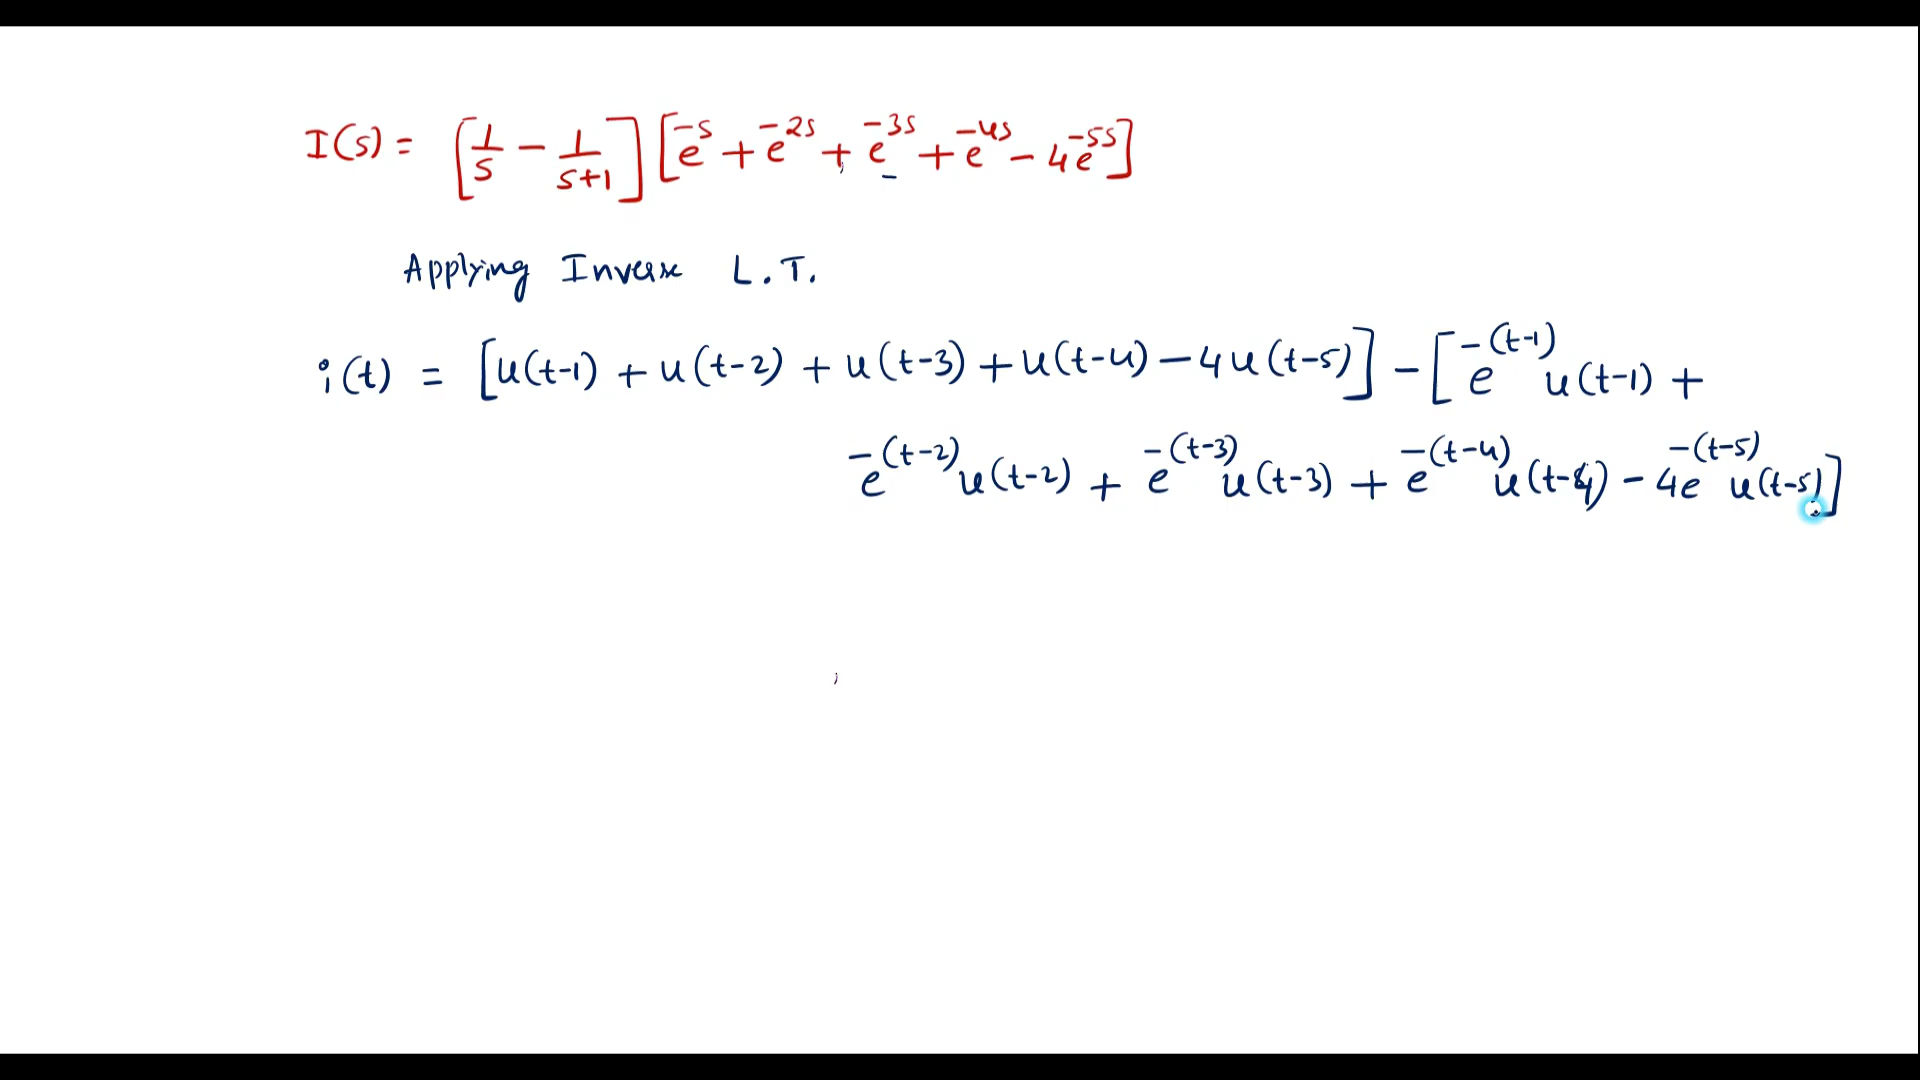 I(s) = [1/s - 1/(s+1)] [e^{-s} + e^{-2s} + e^{-3s} + e^{-4s} - 4e^{-5s}]
Applying Inverse L.T.
i(t) = [u(t-1) + u(t-2) + u(t-3) + u(t-4) - 4u(t-5)] - [e^{-(t-1)} u(t-1) +
e^{-(t-2)} u(t-2) + e^{-(t-3)} u(t-3) + e^{-(t-4)} u(t-4) - 4e^{-(t-5)} u(t-5)]